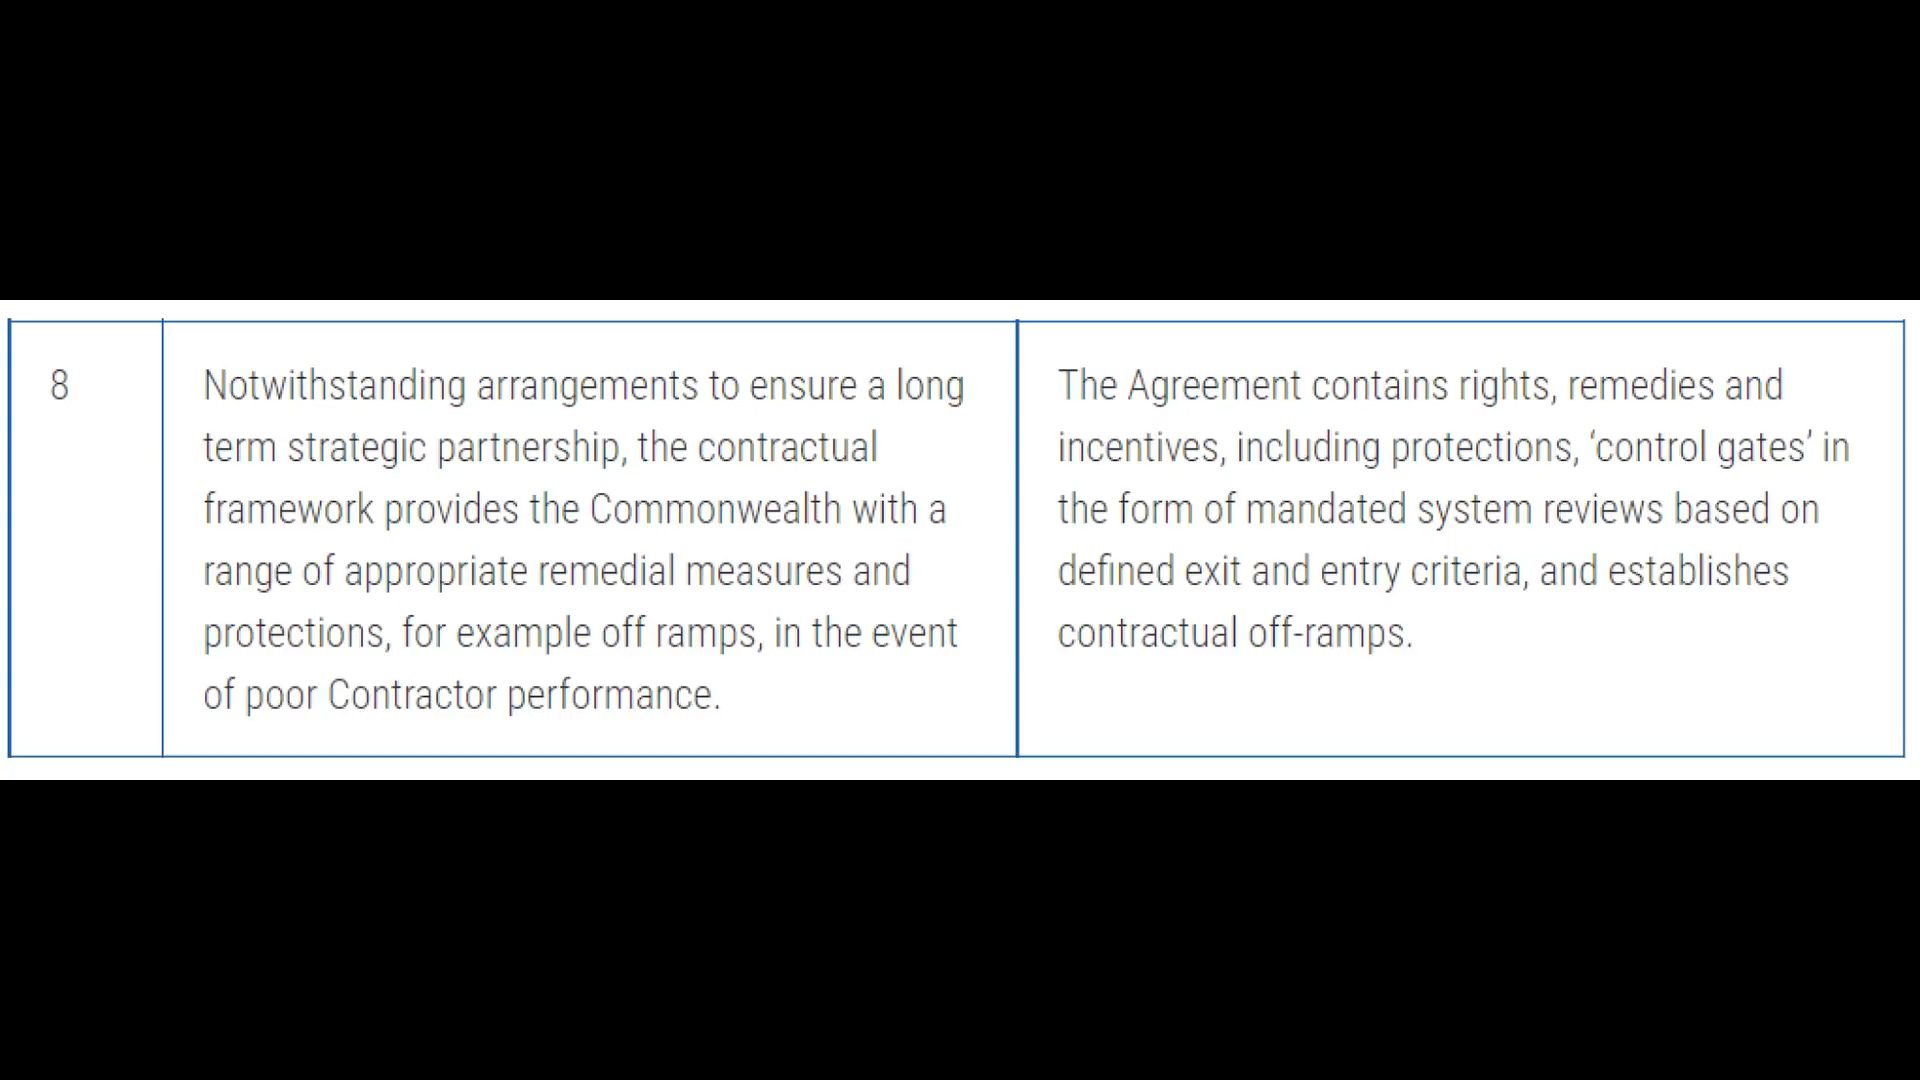 8
Notwithstanding arrangements to ensure a long
term strategic partnership, the contractual
framework provides the Commonwealth with a
range of appropriate remedial measures and
protections, for example off ramps, in the event
of poor Contractor performance.
The Agreement contains rights, remedies and
incentives, including protections, ‘control gates’ in
the form of mandated system reviews based on
defined exit and entry criteria, and establishes
contractual off-ramps.